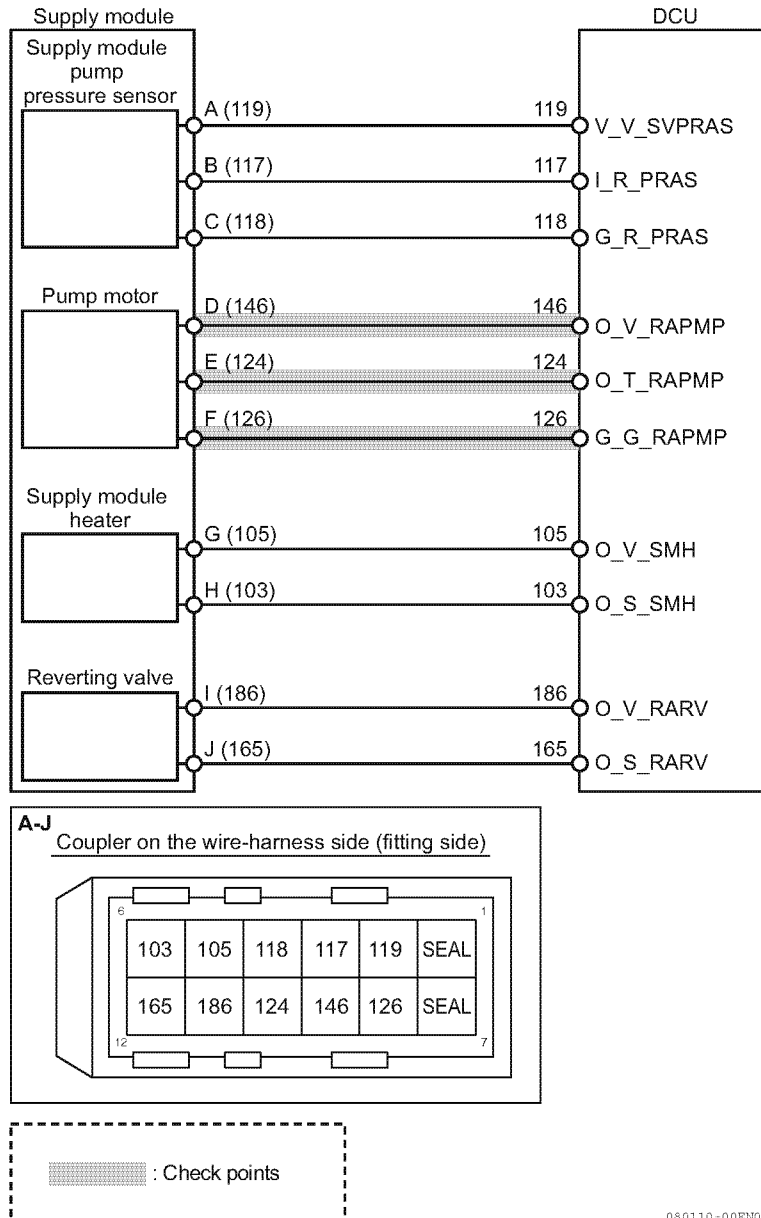 Supply module
DCU
Supply module
pump
pressure sensor
A (119)
119
V_V_SVPRAS
B (117)
117
I_R_PRAS
C (118)
118
G_R_PRAS
Pump motor
D (146)
146
O_V_RAPMP
E (124)
124
O_T_RAPMP
F (126)
126
G_G_RAPMP
Supply module
heater
G (105)
105
O_V_SMH
H (103)
103
O_S_SMH
Reverting valve
I (186)
186
O_V_RARV
J (165)
165
O_S_RARV
A-J
Coupler on the wire-harness side (fitting side)
6
1
103 105 118 117 119 SEAL
165 186 124 146 126 SEAL
12
7
: Check points